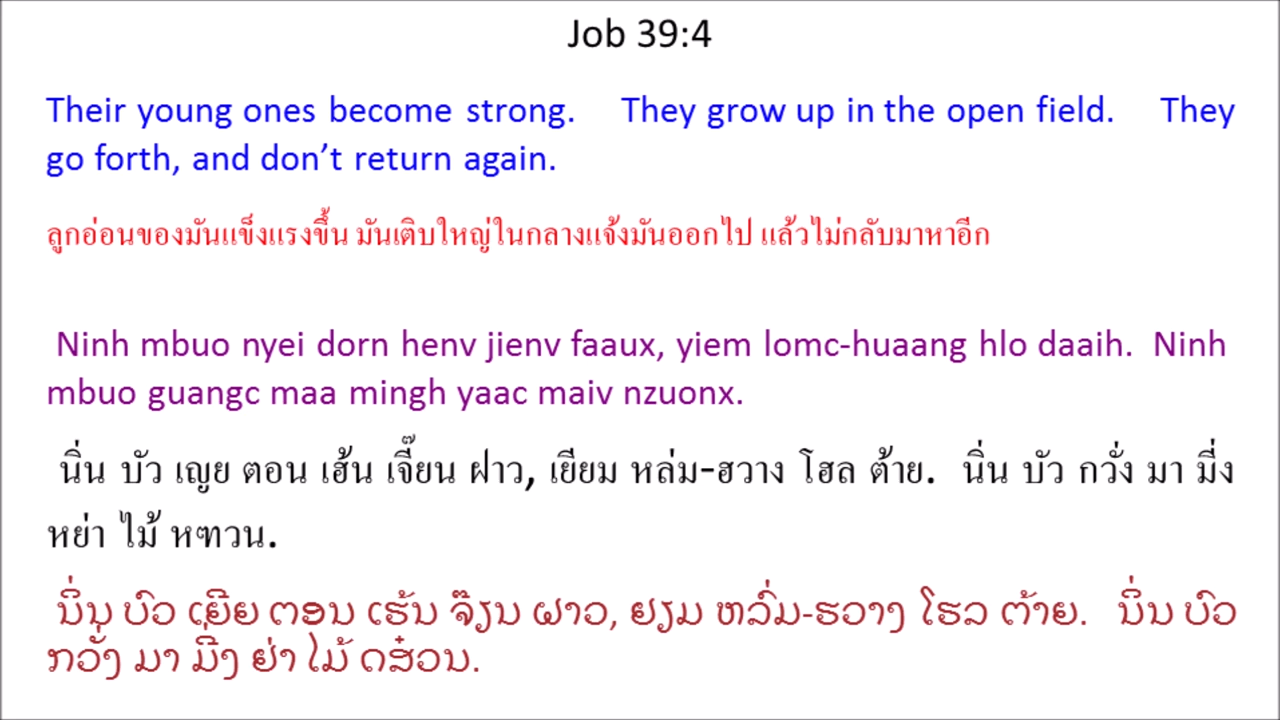 Job 39:4
Their young ones become strong. They grow up in the open field. They
go forth, and don’t return again.
ลูกอ่อนของมันแข็งแรงขึ้น มันเติบใหญ่ในกลางแจ้งมันออกไป แล้วไม่กลับมาหาอีก
Ninh mbuo nyei dorn henv jienv faaux, yiem lomc-huaang hlo daaih. Ninh
mbuo guangc maa mingh yaac maiv nzuonx.
นิ่น บัว เญย ตอน เฮ้น เจี๊ยน ฝาว, เยียม หล่ม-ฮวาง โฮล ต้าย. นิ่น บัว กวั่ง มา มี่ง
หย่า ไม้ หฑวน.
ນິ່ນ ບົວ ເຍີຍ ຕອນ ເຮ້ນ ຈ໊ຽນ ຝາວ, ຢຽມ ຫລົ່ມ-ຮວາງ ໂຮລ ຕ້າຍ. ນິ່ນ ບົວ
ກວັ່ງ ມາ ມີ່ງ ຢ່າ ໄມ້ ດສ໋ວນ.